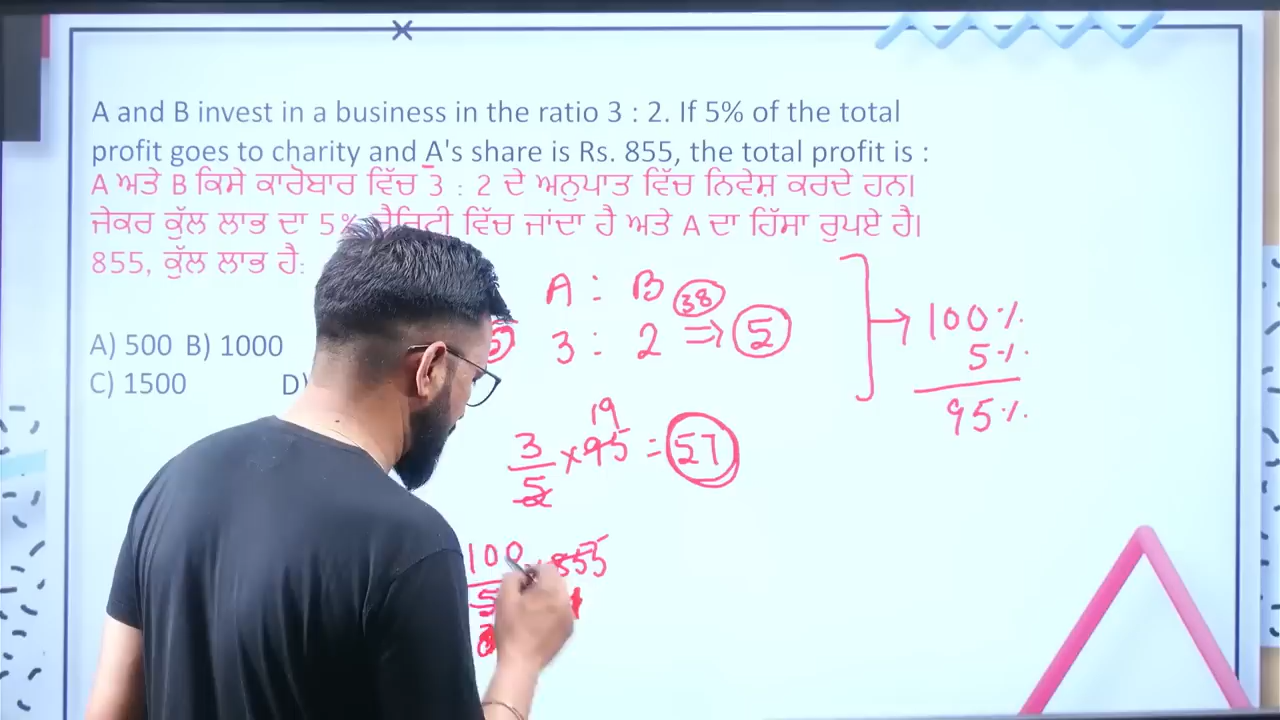 A and B invest in a business in the ratio 3 : 2. If 5% of the total
profit goes to charity and A's share is Rs. 855, the total profit is :
A ਅਤੇ B ਕਿਸੇ ਕਾਰੋਬਾਰ ਵਿੱਚ 3 : 2 ਦੇ ਅਨੁਪਾਤ ਵਿੱਚ ਨਿਵੇਸ਼ ਕਰਦੇ ਹਨ।
ਜੇਕਰ ਕੁੱਲ ਲਾਭ ਦਾ 5% ਵਿੱਚ ਜਾਂਦਾ ਹੈ ਅਤੇ A ਦਾ ਹਿੱਸਾ ਰੁਪਏ ਹੈ।
855, ਕੁੱਲ ਲਾਭ ਹੈ:
A) 500 B) 1000
C) 1500 D)
A : B 38
3 : 2 ⇒ 5
→ 100%
5%
95%
19
3/5 × 95 = 57
100 855